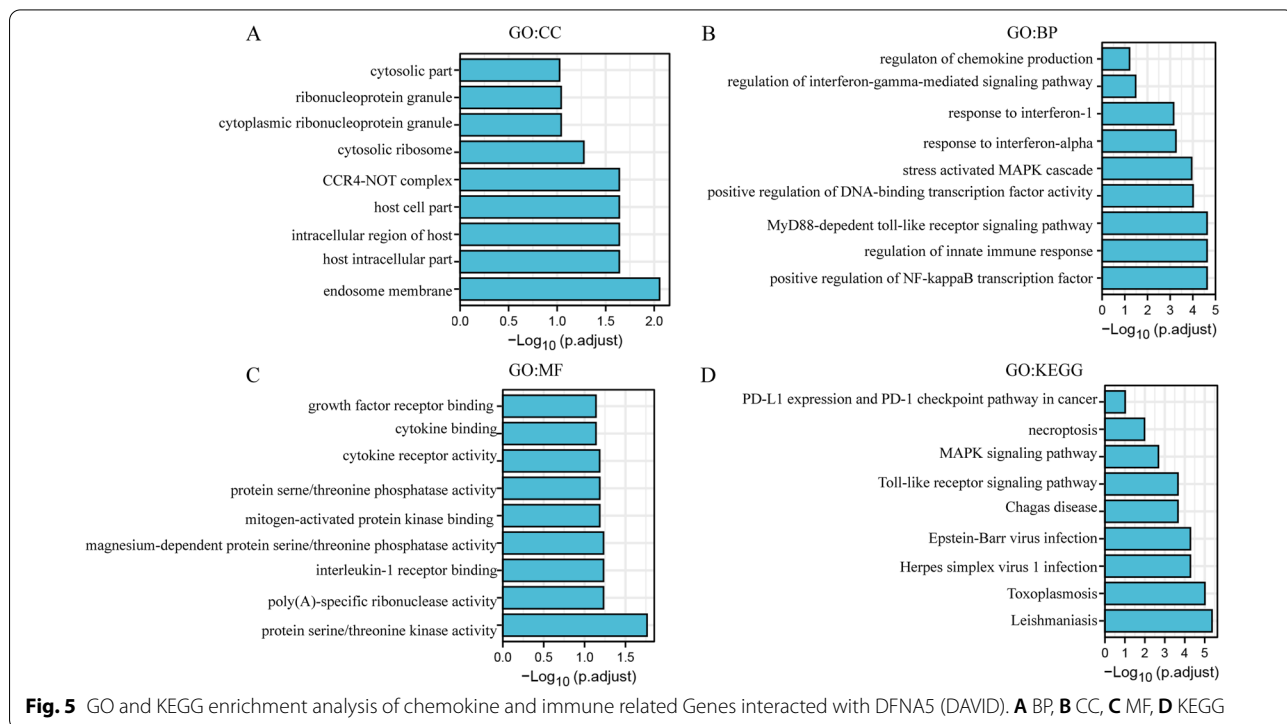 A
GO:CC
cytosolic part
ribonucleoprotein granule
cytoplasmic ribonucleoprotein granule
cytosolic ribosome
CCR4-NOT complex
host cell part
intracellular region of host
host intracellular part
endosome membrane
0.0 0.5 1.0 1.5 2.0
−Log10 (p.adjust)
B
GO:BP
regulaton of chemokine production
regulation of interferon-gamma-mediated signaling pathway
response to interferon-1
response to interferon-alpha
stress activated MAPK cascade
positive regulation of DNA-binding transcription factor activity
MyD88-depedent toll-like receptor signaling pathway
regulation of innate immune response
positive regulation of NF-kappaB transcription factor
0 1 2 3 4 5
−Log10 (p.adjust)
C
GO:MF
growth factor receptor binding
cytokine binding
cytokine receptor activity
protein serne/threonine phosphatase activity
mitogen-activated protein kinase binding
magnesium-dependent protein serine/threonine phosphatase activity
interleukin-1 receptor binding
poly(A)-specific ribonuclease activity
protein serine/threonine kinase activity
0.0 0.5 1.0 1.5
−Log10 (p.adjust)
D
GO:KEGG
PD-L1 expression and PD-1 checkpoint pathway in cancer
necroptosis
MAPK signaling pathway
Toll-like receptor signaling pathway
Chagas disease
Epstein-Barr virus infection
Herpes simplex virus 1 infection
Toxoplasmosis
Leishmaniasis
0 1 2 3 4 5
−Log10 (p.adjust)
Fig. 5 GO and KEGG enrichment analysis of chemokine and immune related Genes interacted with DFNA5 (DAVID). A BP, B CC, C MF, D KEGG